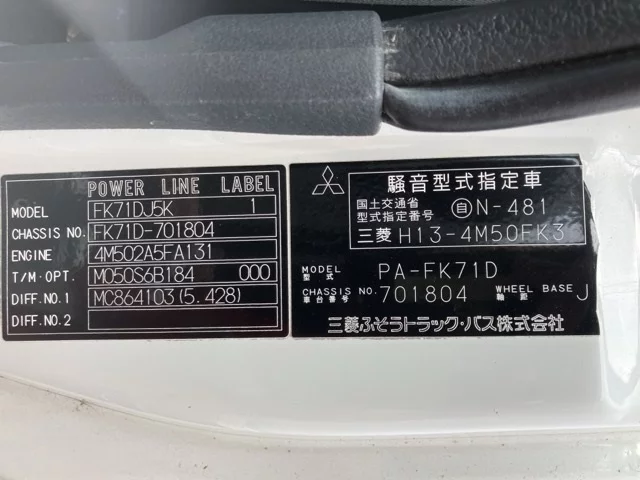 POWER LINE LABEL
MODEL FK71DJ5K 1
CHASSIS NO. FK71D-701804
ENGINE 4M502A5FA131
T/M.OPT. M050S6B184 000
DIFF.NO.1 MC864103(5.428)
DIFF.NO.2
騒音型式指定車
国土交通省
型式指定番号 自N-481
三菱 H13-4M50FK3
MODEL
型式 PA-FK71D
CHASSIS NO.
車台番号 701804
WHEEL BASE
軸距 J
三菱ふそうトラック・バス株式会社